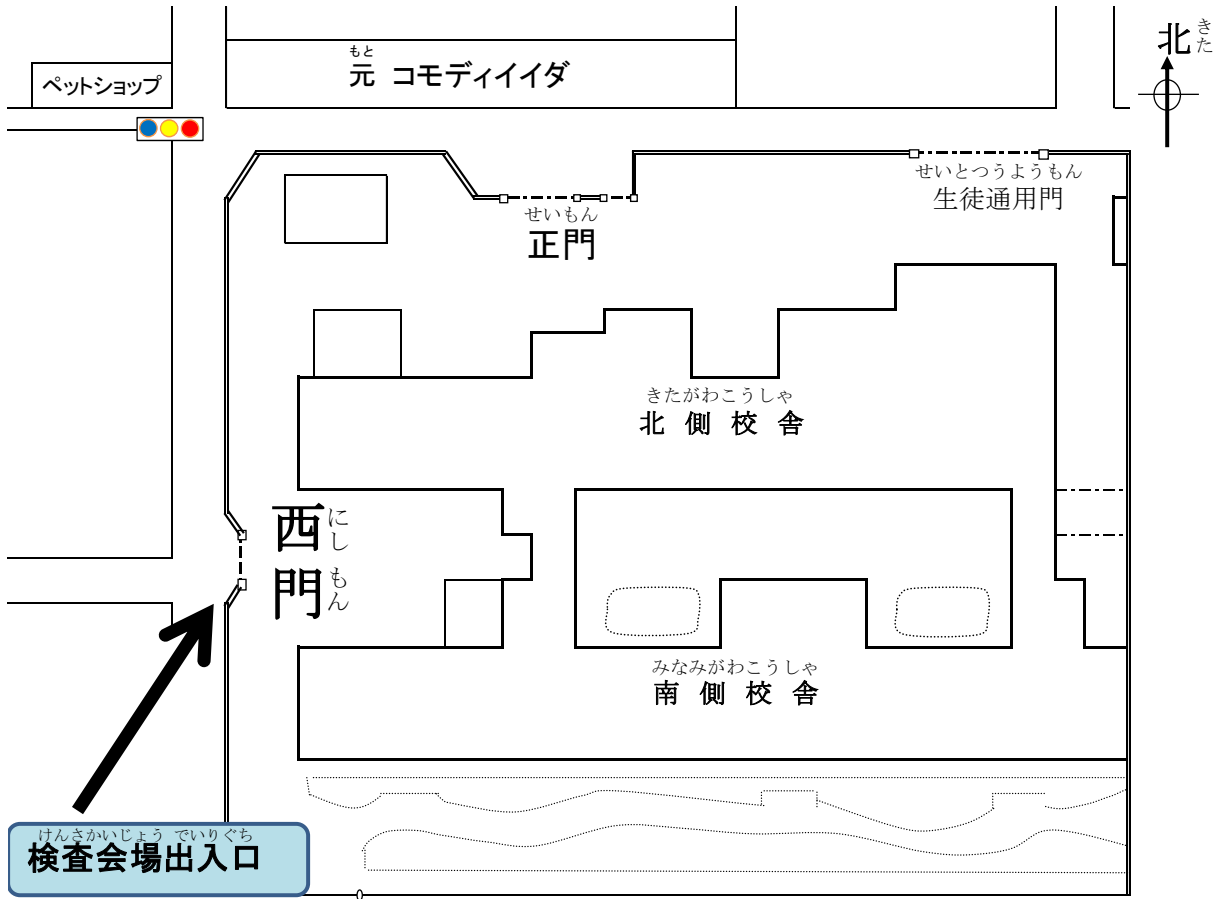 きた
北
もと
元 コモディイイダ
ペットショップ
せいとつうようもん
生徒通用門
せいもん
正門
きたがわこうしゃ
北側校舎
にしもん
西門
みなみがわこうしゃ
南側校舎
けんさかいじょう でいりぐち
検査会場出入口